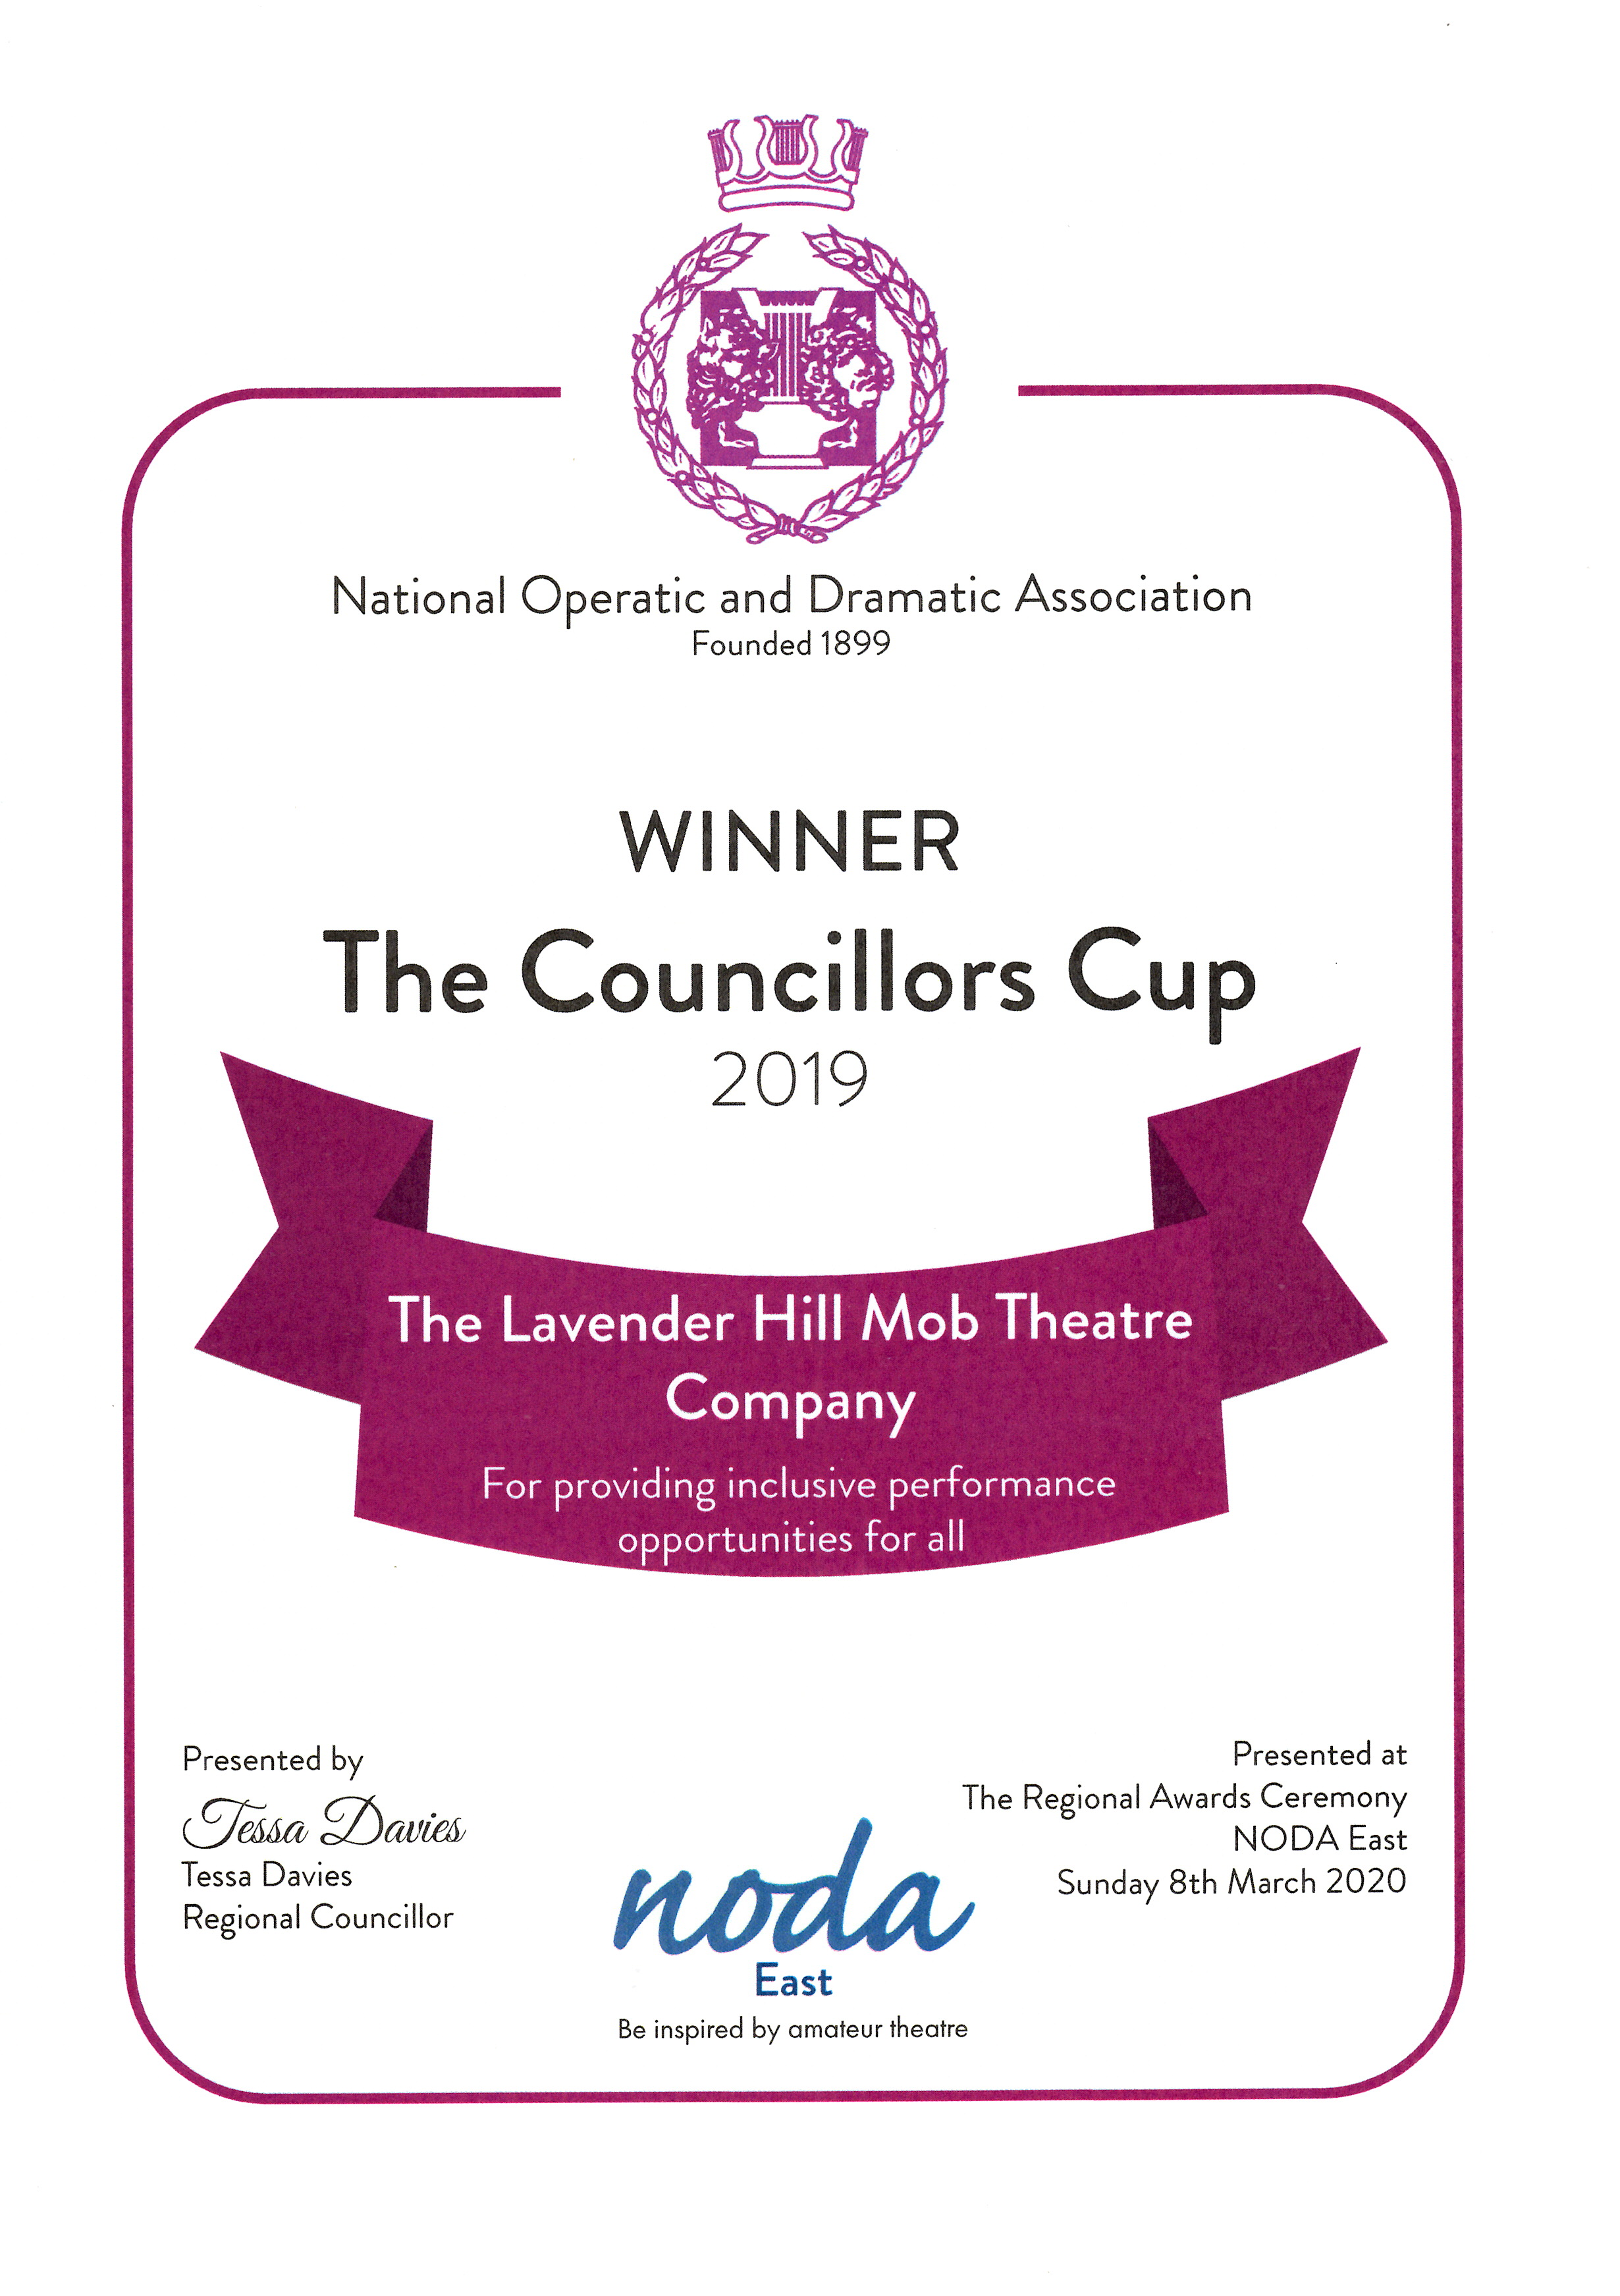 National Operatic and Dramatic Association
Founded 1899
WINNER
The Councillors Cup
2019
The Lavender Hill Mob Theatre
Company
For providing inclusive performance
opportunities for all
Presented by
Tessa Davies
Tessa Davies
Regional Councillor
Presented at
The Regional Awards Ceremony
NODA East
Sunday 8th March 2020
noda
East
Be inspired by amateur theatre